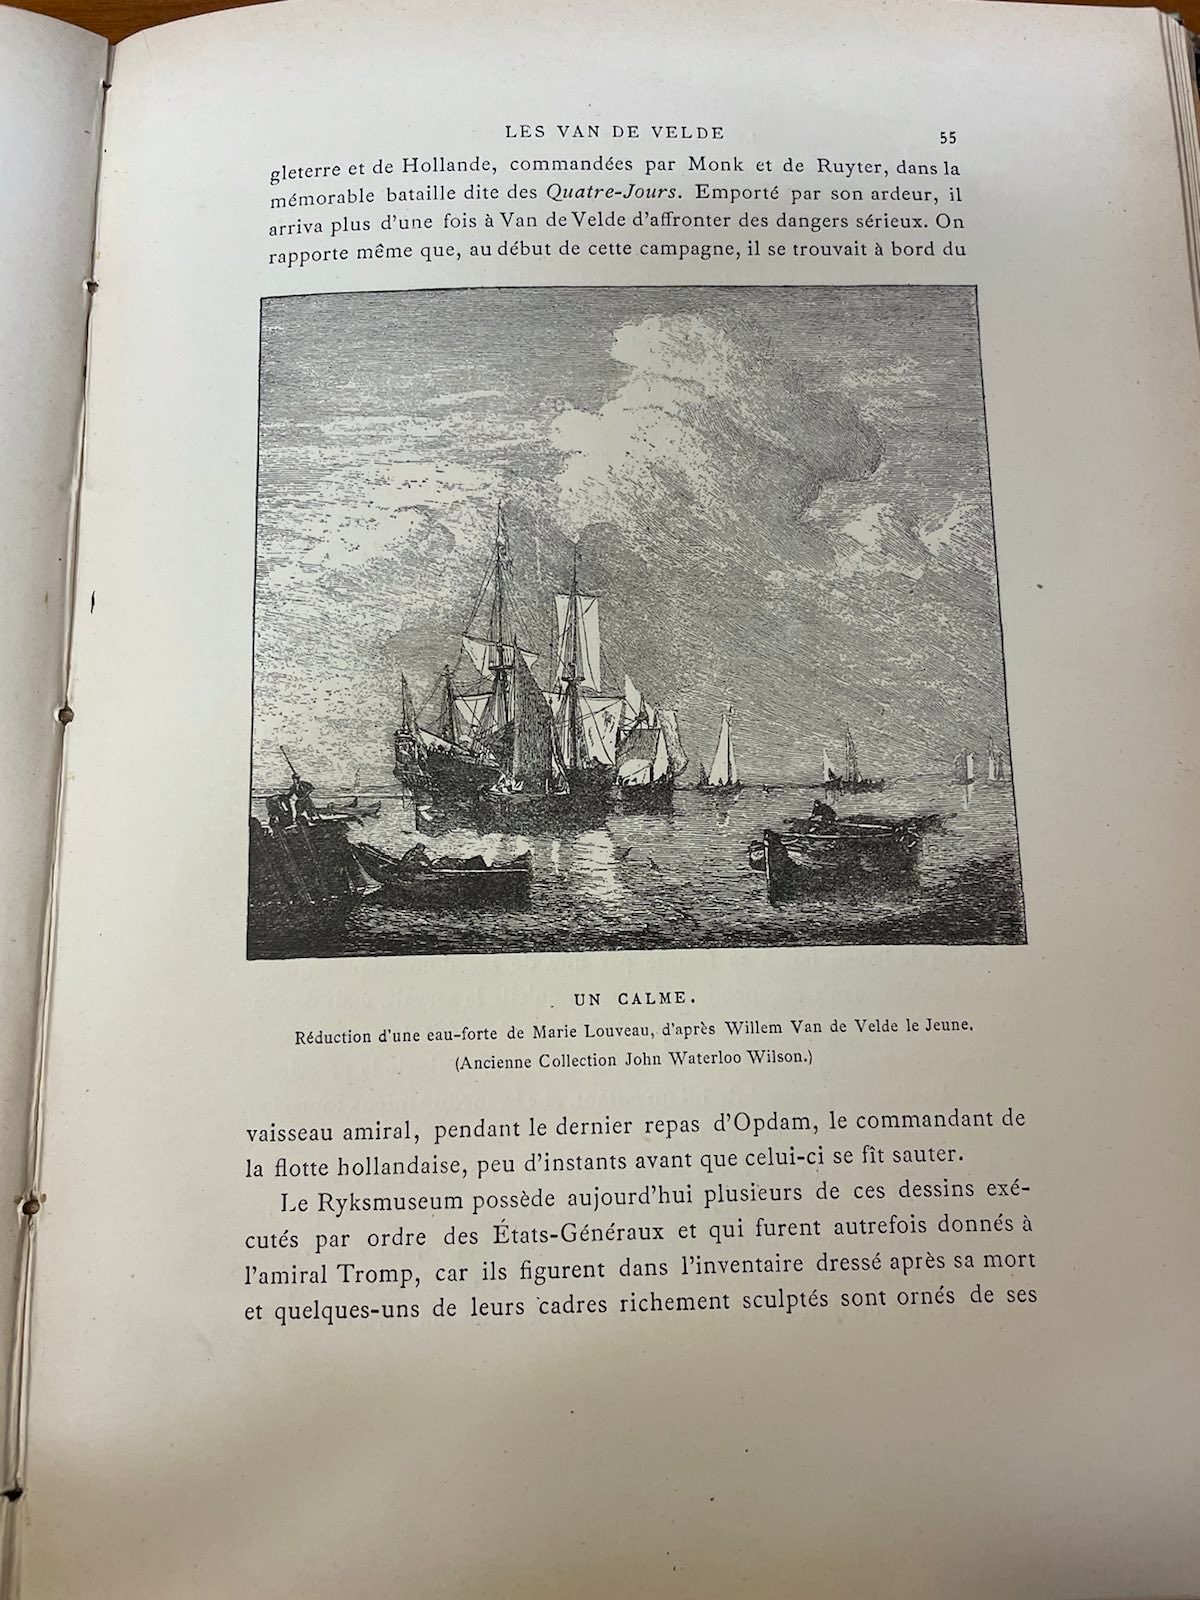 LES VAN DE VELDE
55
gleterre et de Hollande, commandées par Monk et de Ruyter, dans la
mémorable bataille dite des Quatre-Jours. Emporté par son ardeur, il
arriva plus d'une fois à Van de Velde d'affronter des dangers sérieux. On
rapporte même que, au début de cette campagne, il se trouvait à bord du
UN CALME.
Réduction d'une eau-forte de Marie Louveau, d'après Willem Van de Velde le Jeune.
(Ancienne Collection John Waterloo Wilson.)
vaisseau amiral, pendant le dernier repas d'Opdam, le commandant de
la flotte hollandaise, peu d'instants avant que celui-ci se fît sauter.
Le Ryksmuseum possède aujourd'hui plusieurs de ces dessins exé-
cutés par ordre des États-Généraux et qui furent autrefois donnés à
l'amiral Tromp, car ils figurent dans l'inventaire dressé après sa mort
et quelques-uns de leurs cadres richement sculptés sont ornés de ses